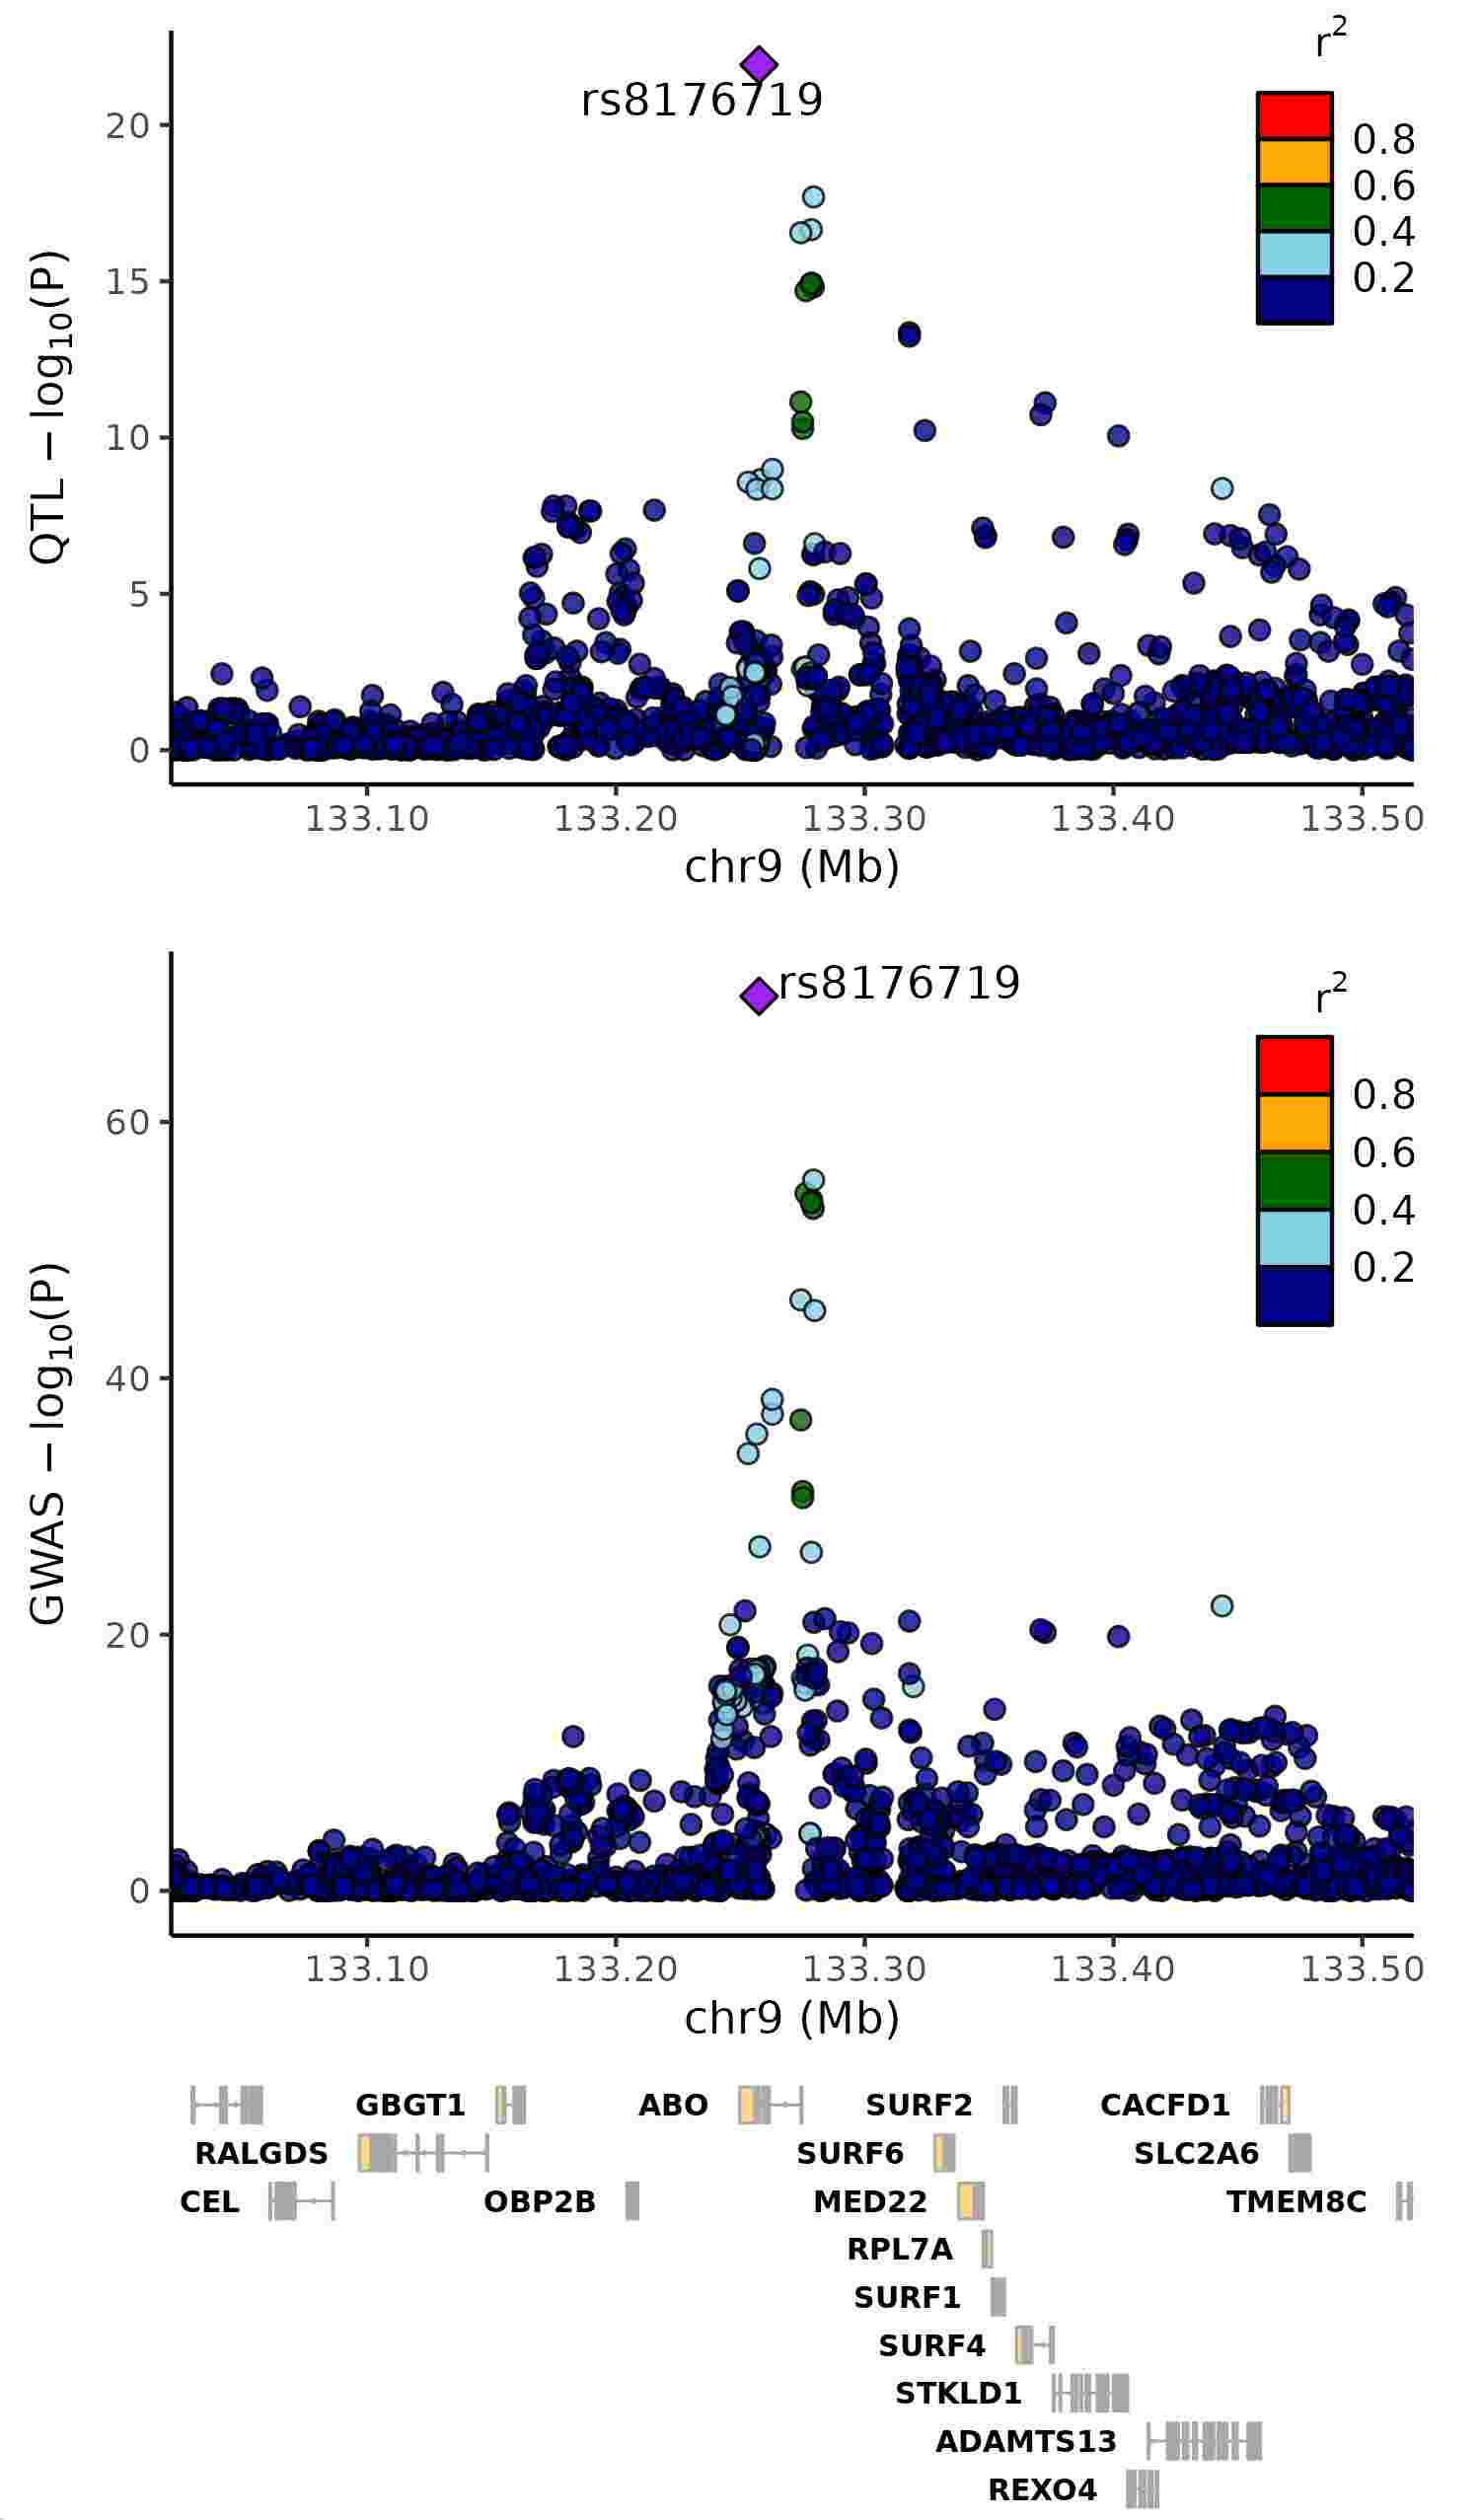 r²
rs8176719
20
15
10
5
0
QTL −log₁₀(P)
0.8
0.6
0.4
0.2
133.10 133.20 133.30 133.40 133.50
chr9 (Mb)
rs8176719
r²
60
40
20
0
GWAS −log₁₀(P)
0.8
0.6
0.4
0.2
133.10 133.20 133.30 133.40 133.50
chr9 (Mb)
GBGT1 ABO SURF2 CACFD1
RALGDS SURF6 SLC2A6
CEL OBP2B MED22 TMEM8C
RPL7A
SURF1
SURF4
STKLD1
ADAMTS13
REXO4